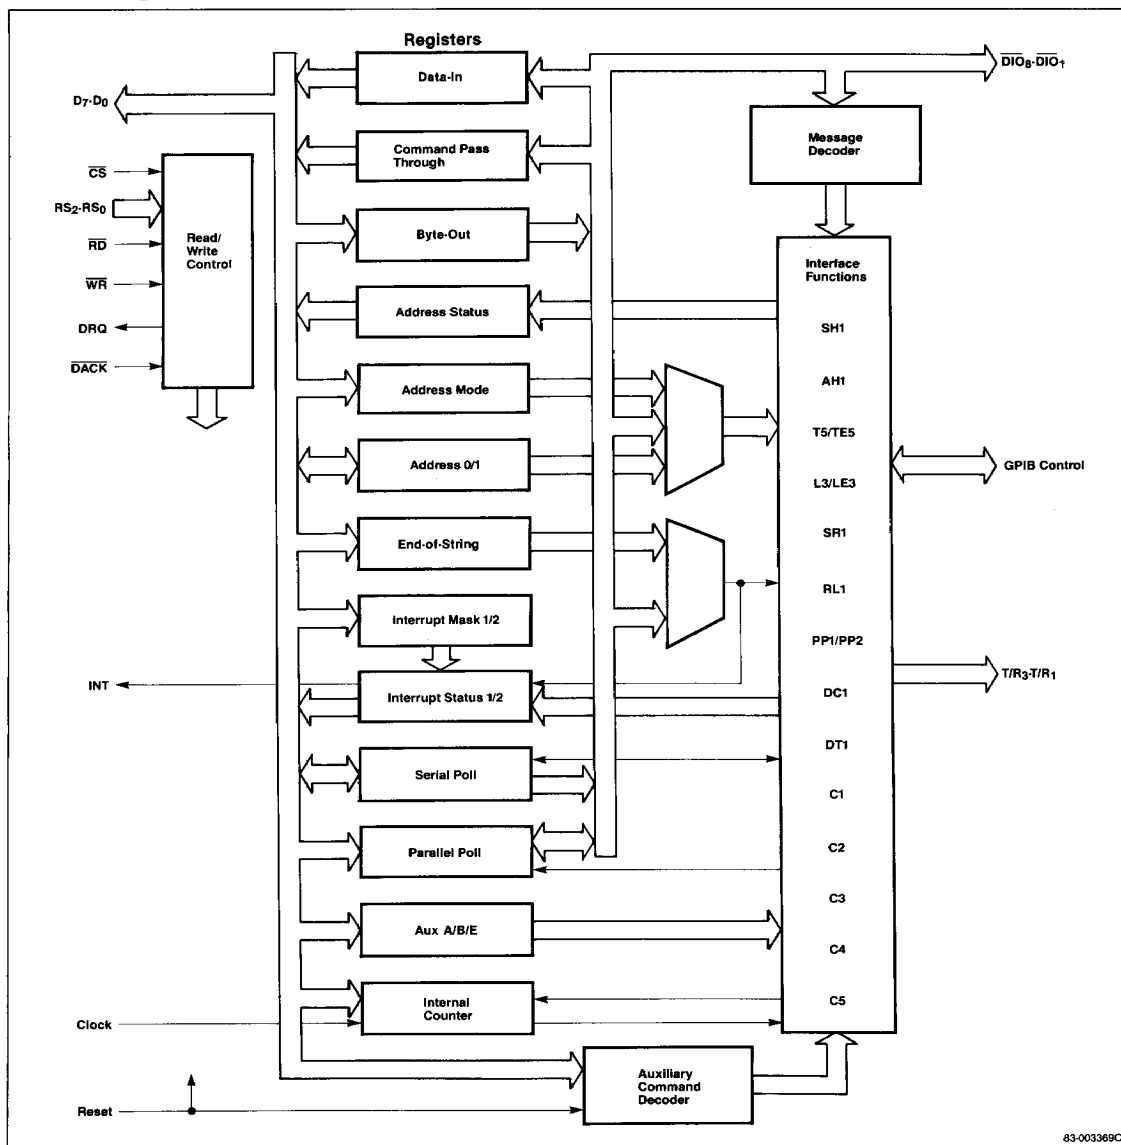 Registers
Data-In
D7-D0
DIO8-DIO1
Command Pass
Through
Message
Decoder
CS
RS2-RS0
RD
WR
DRQ
DACK
Read/
Write
Control
Byte-Out
Address Status
Address Mode
Address 0/1
End-of-String
Interrupt Mask 1/2
INT
Interrupt Status 1/2
Serial Poll
Parallel Poll
Aux A/B/E
Internal
Counter
Interface
Functions
SH1
AH1
T5/TE5
L3/LE3
SR1
RL1
PP1/PP2
DC1
DT1
C1
C2
C3
C4
C5
GPIB Control
T/R3-T/R1
Clock
Reset
Auxiliary
Command
Decoder
83-003369C